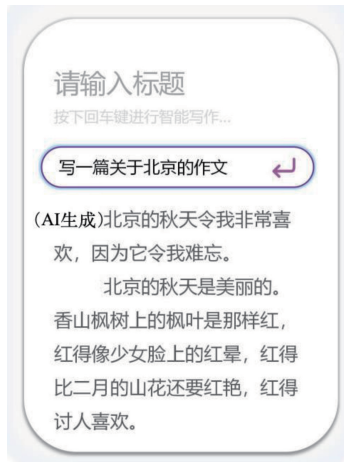 请输入标题
按下回车键进行智能写作...
写一篇关于北京的作文
(AI生成)北京的秋天令我非常喜
欢，因为它令我难忘。
北京的秋天是美丽的。
香山枫树上的枫叶是那样红，
红得像少女脸上的红晕，红得
比二月的山花还要红艳，红得
讨人喜欢。